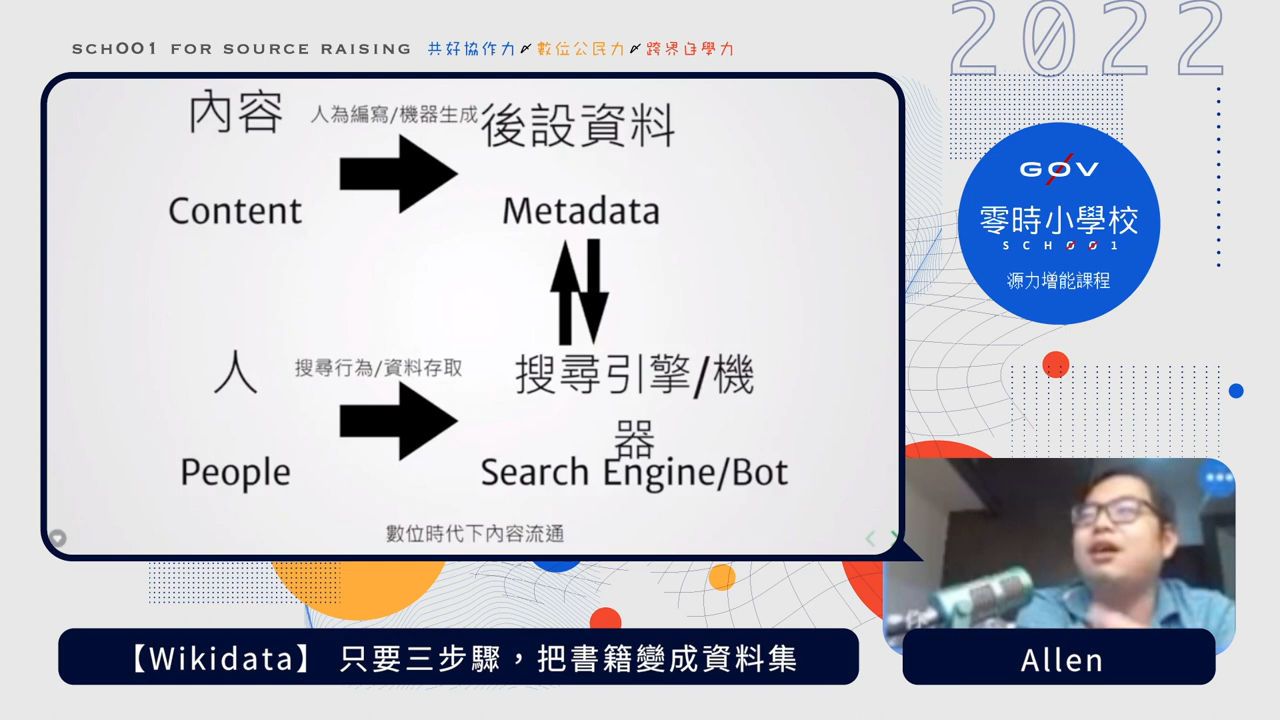 2022
SCHOO1 FOR SOURCE RAISING 共好協作力 數位公民力 跨界自學力
內容
人為編寫/機器生成
後設資料
Content
Metadata
人
搜尋行為/資料存取
搜尋引擎/機
器
People
Search Engine/Bot
數位時代下內容流通
G0V
零時小學校
SCH001
源力增能課程
【Wikidata】 只要三步驟，把書籍變成資料集
Allen